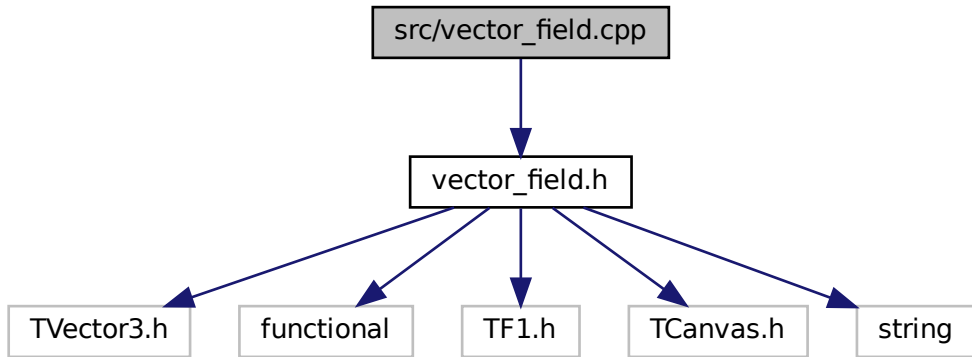 src/vector_field.cpp
vector_field.h
TVector3.h
functional
TF1.h
TCanvas.h
string